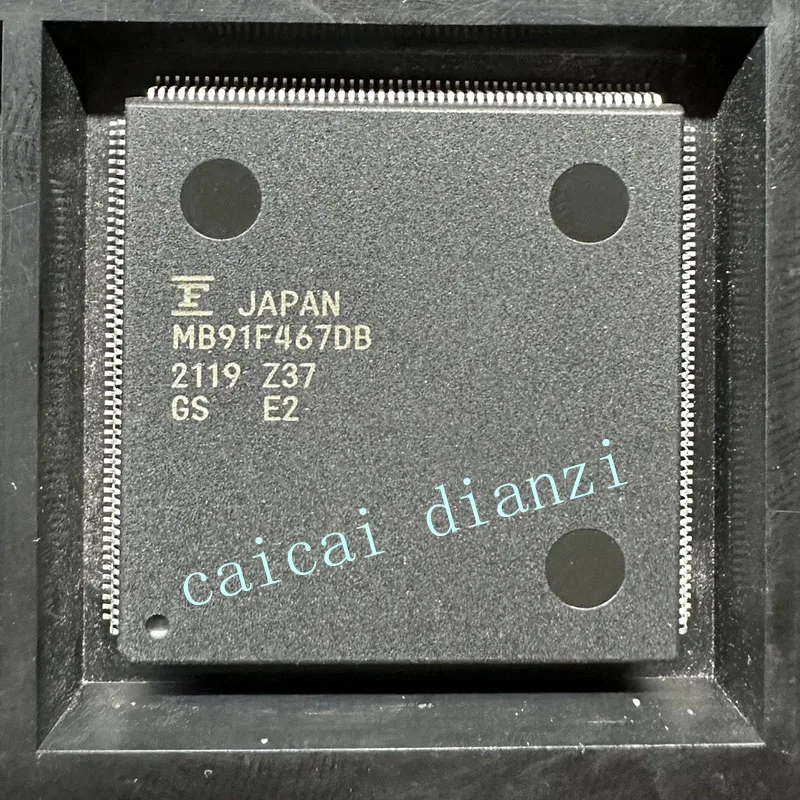 JAPAN
MB91F467DB
2119 Z37
GS E2
caicai dianzi